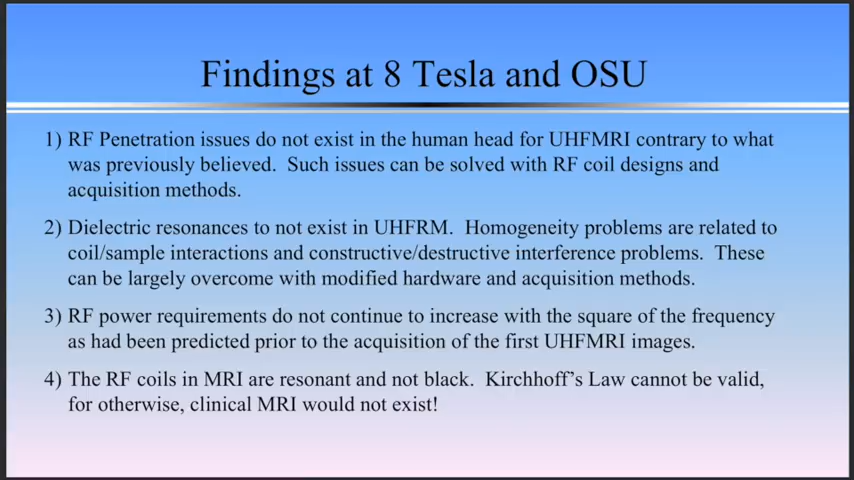 Findings at 8 Tesla and OSU
1) RF Penetration issues do not exist in the human head for UHFMRI contrary to what
was previously believed. Such issues can be solved with RF coil designs and
acquisition methods.
2) Dielectric resonances to not exist in UHFRM. Homogeneity problems are related to
coil/sample interactions and constructive/destructive interference problems. These
can be largely overcome with modified hardware and acquisition methods.
3) RF power requirements do not continue to increase with the square of the frequency
as had been predicted prior to the acquisition of the first UHFMRI images.
4) The RF coils in MRI are resonant and not black. Kirchhoff's Law cannot be valid,
for otherwise, clinical MRI would not exist!